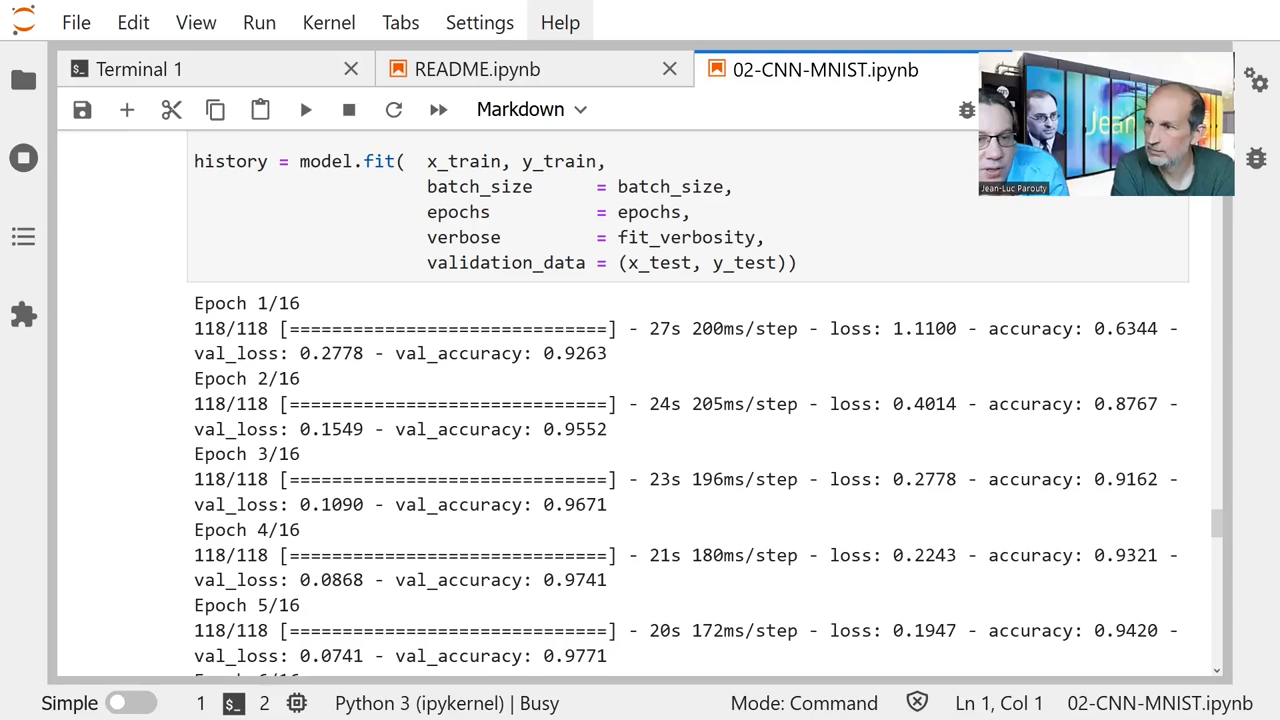 File Edit View Run Kernel Tabs Settings Help
Terminal 1 README.ipynb 02-CNN-MNIST.ipynb
Markdown
Jean
Jean-Luc Parouty
history = model.fit( x_train, y_train,
batch_size = batch_size,
epochs = epochs,
verbose = fit_verbosity,
validation_data = (x_test, y_test))
Epoch 1/16
118/118 [==============================] - 27s 200ms/step - loss: 1.1100 - accuracy: 0.6344 -
val_loss: 0.2778 - val_accuracy: 0.9263
Epoch 2/16
118/118 [==============================] - 24s 205ms/step - loss: 0.4014 - accuracy: 0.8767 -
val_loss: 0.1549 - val_accuracy: 0.9552
Epoch 3/16
118/118 [==============================] - 23s 196ms/step - loss: 0.2778 - accuracy: 0.9162 -
val_loss: 0.1090 - val_accuracy: 0.9671
Epoch 4/16
118/118 [==============================] - 21s 180ms/step - loss: 0.2243 - accuracy: 0.9321 -
val_loss: 0.0868 - val_accuracy: 0.9741
Epoch 5/16
118/118 [==============================] - 20s 172ms/step - loss: 0.1947 - accuracy: 0.9420 -
val_loss: 0.0741 - val_accuracy: 0.9771
Simple 1 2 Python 3 (ipykernel) | Busy Mode: Command Ln 1, Col 1 02-CNN-MNIST.ipynb